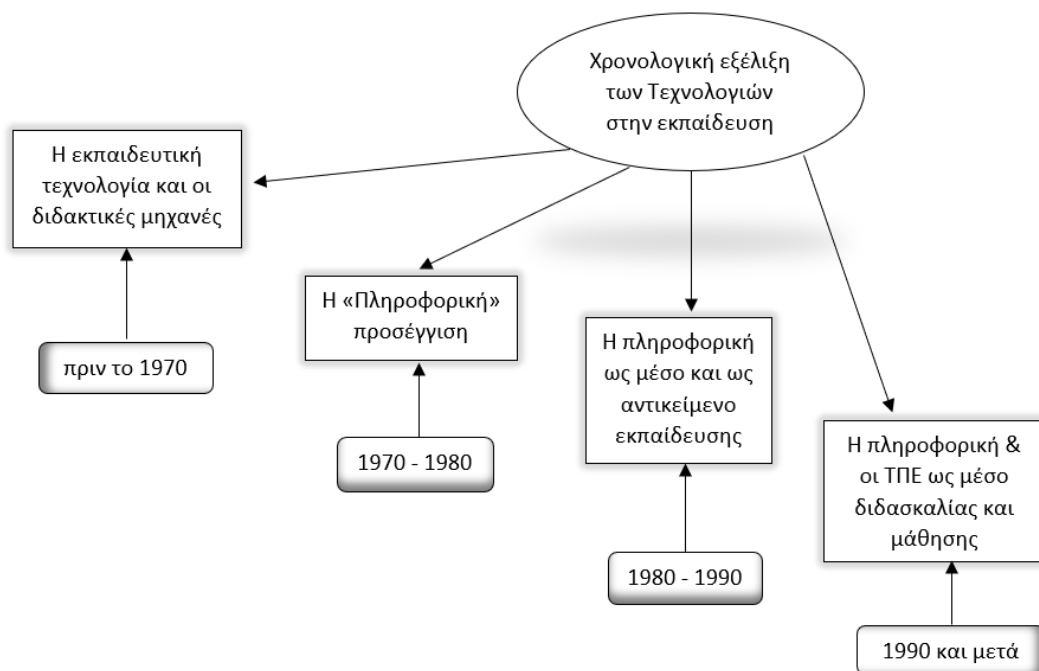 Χρονολογική εξέλιξη
των Τεχνολογιών
στην εκπαίδευση
Η εκπαιδευτική
τεχνολογία και οι
διδακτικές μηχανές
πριν το 1970
Η «Πληροφορική»
προσέγγιση
1970 - 1980
Η πληροφορική
ως μέσο και ως
αντικείμενο
εκπαίδευσης
1980 - 1990
Η πληροφορική &
οι ΤΠΕ ως μέσο
διδασκαλίας και
μάθησης
1990 και μετά